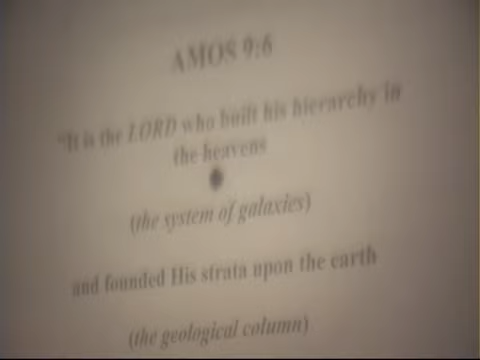 AMOS 9:6
"It is the LORD who built his hierarchy in
the heavens
(the system of galaxies)
and founded His strata upon the earth
(the geological column)